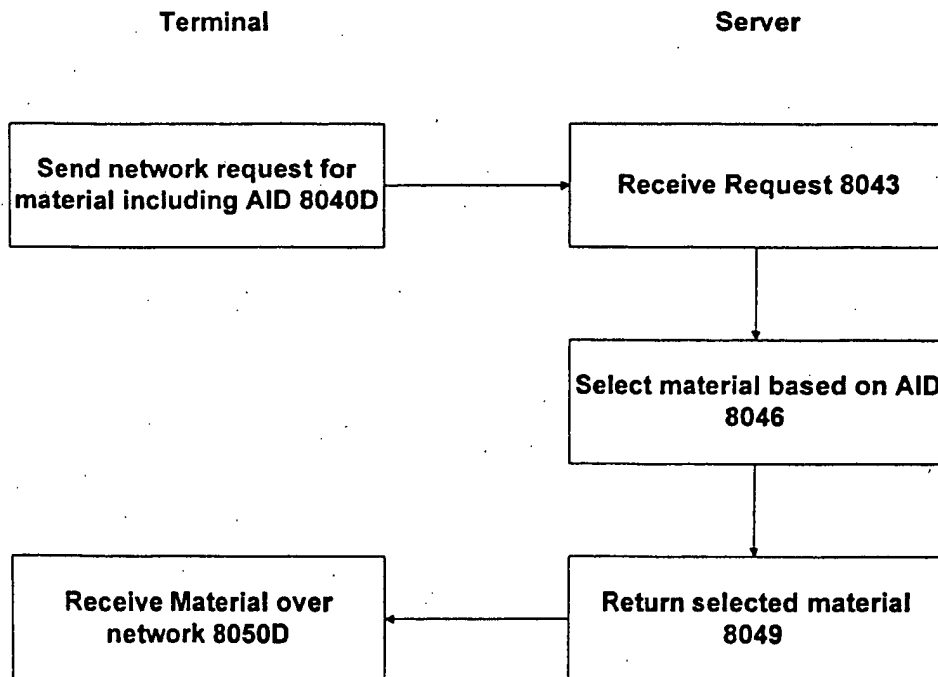 Terminal
Server
Send network request for
material including AID 8040D
Receive Request 8043
Select material based on AID
8046
Return selected material
8049
Receive Material over
network 8050D